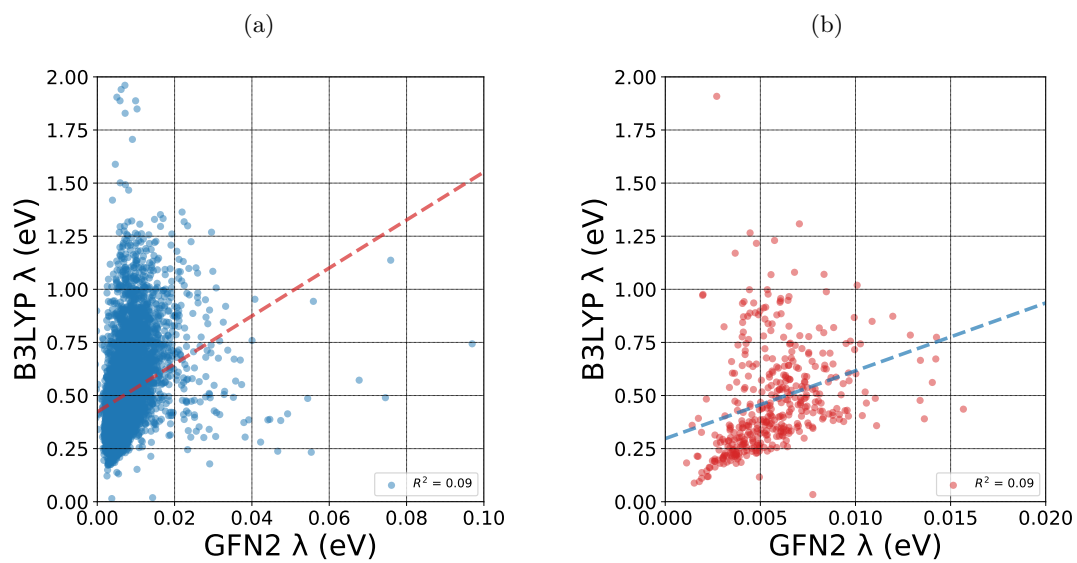 (a)
(b)
2.00
1.75
1.50
1.25
1.00
0.75
0.50
0.25
0.00
B3LYP λ (eV)
0.00 0.02 0.04 0.06 0.08 0.10
GFN2 λ (eV)
R² = 0.09
2.00
1.75
1.50
1.25
1.00
0.75
0.50
0.25
0.00
B3LYP λ (eV)
0.000 0.005 0.010 0.015 0.020
GFN2 λ (eV)
R² = 0.09